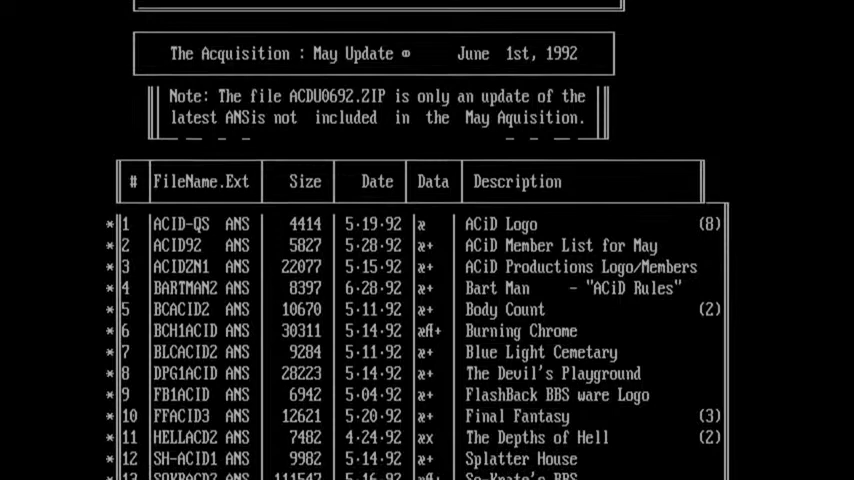 The Acquisition : May Update June 1st, 1992
Note: The file ACDU0692.ZIP is only an update of the
latest ANSis not included in the May Aquisition.
# FileName.Ext Size Date Data Description
*1 ACID-QS ANS 4414 5·19·92 ACiD Logo (8)
*2 ACID92 ANS 5827 5·28·92 + ACiD Member List for May
*3 ACIDZN1 ANS 22077 5·15·92 + ACiD Productions Logo/Members
*4 BARTMAN2 ANS 8397 6·28·92 + Bart Man - "ACiD Rules"
*5 BCACID2 ANS 10670 5·11·92 + Body Count (2)
*6 BCH1ACID ANS 30311 5·14·92 + Burning Chrome
*7 BLCACID2 ANS 9284 5·11·92 + Blue Light Cemetary
*8 DPG1ACID ANS 28223 5·14·92 + The Devil's Playground
*9 FB1ACID ANS 6942 5·04·92 + FlashBack BBS ware Logo
*10 FFACID3 ANS 12621 5·20·92 + Final Fantasy (3)
*11 HELLACD2 ANS 7482 4·24·92 x The Depths of Hell (2)
*12 SH-ACID1 ANS 9982 5·14·92 + Splatter House